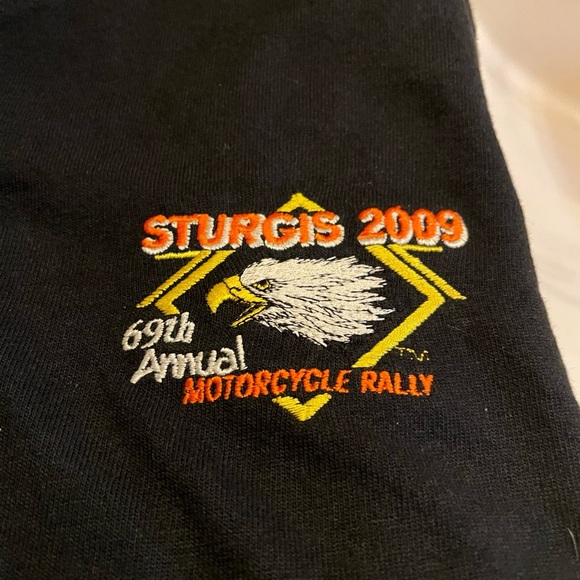 STURGIS 2009
69th
Annual
MOTORCYCLE RALLY
TM